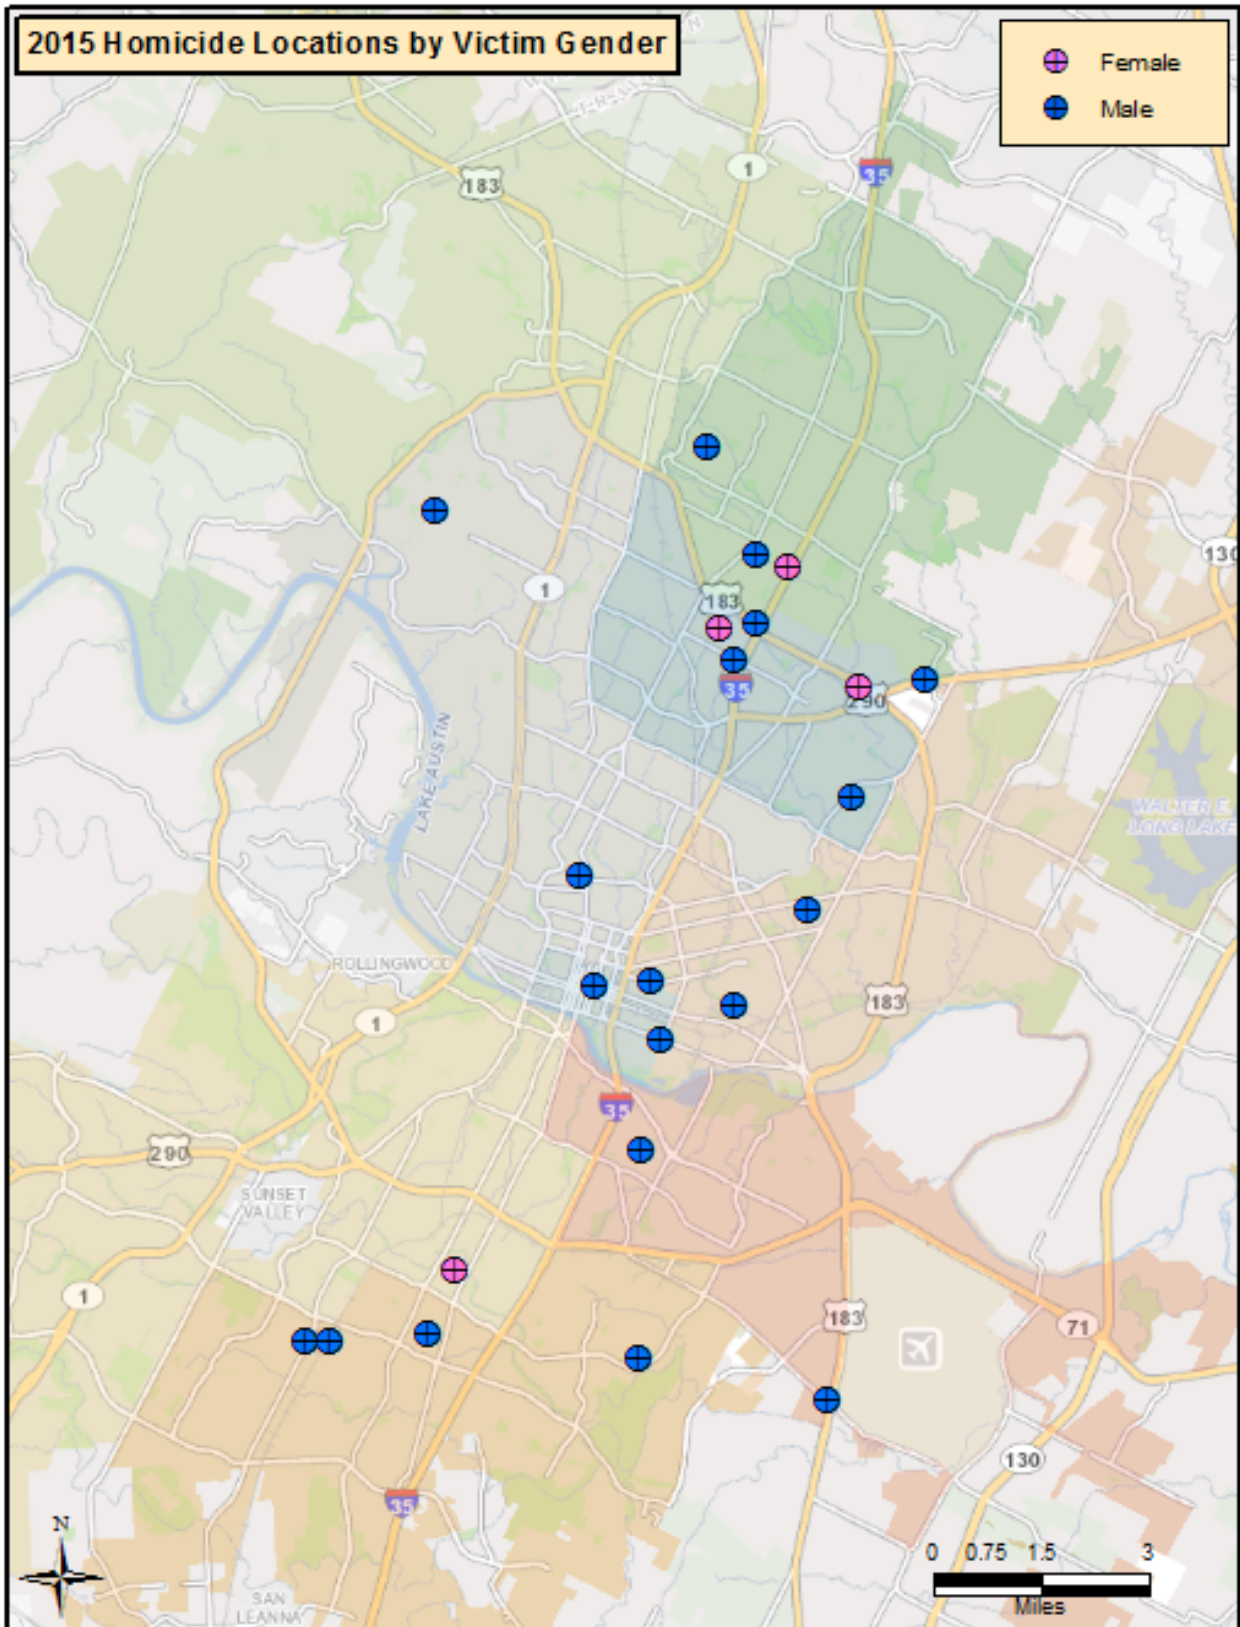 2015 Homicide Locations by Victim Gender
Female
Male
183
1
35
130
1
183
35
290
LAKE AUSTIN
WALTER E
LONG LAKE
ROLLINGWOOD
183
1
35
290
SUNSET
VALLEY
1
183
71
130
35
N
0 0.75 1.5 3
Miles
SAN
LEANNA